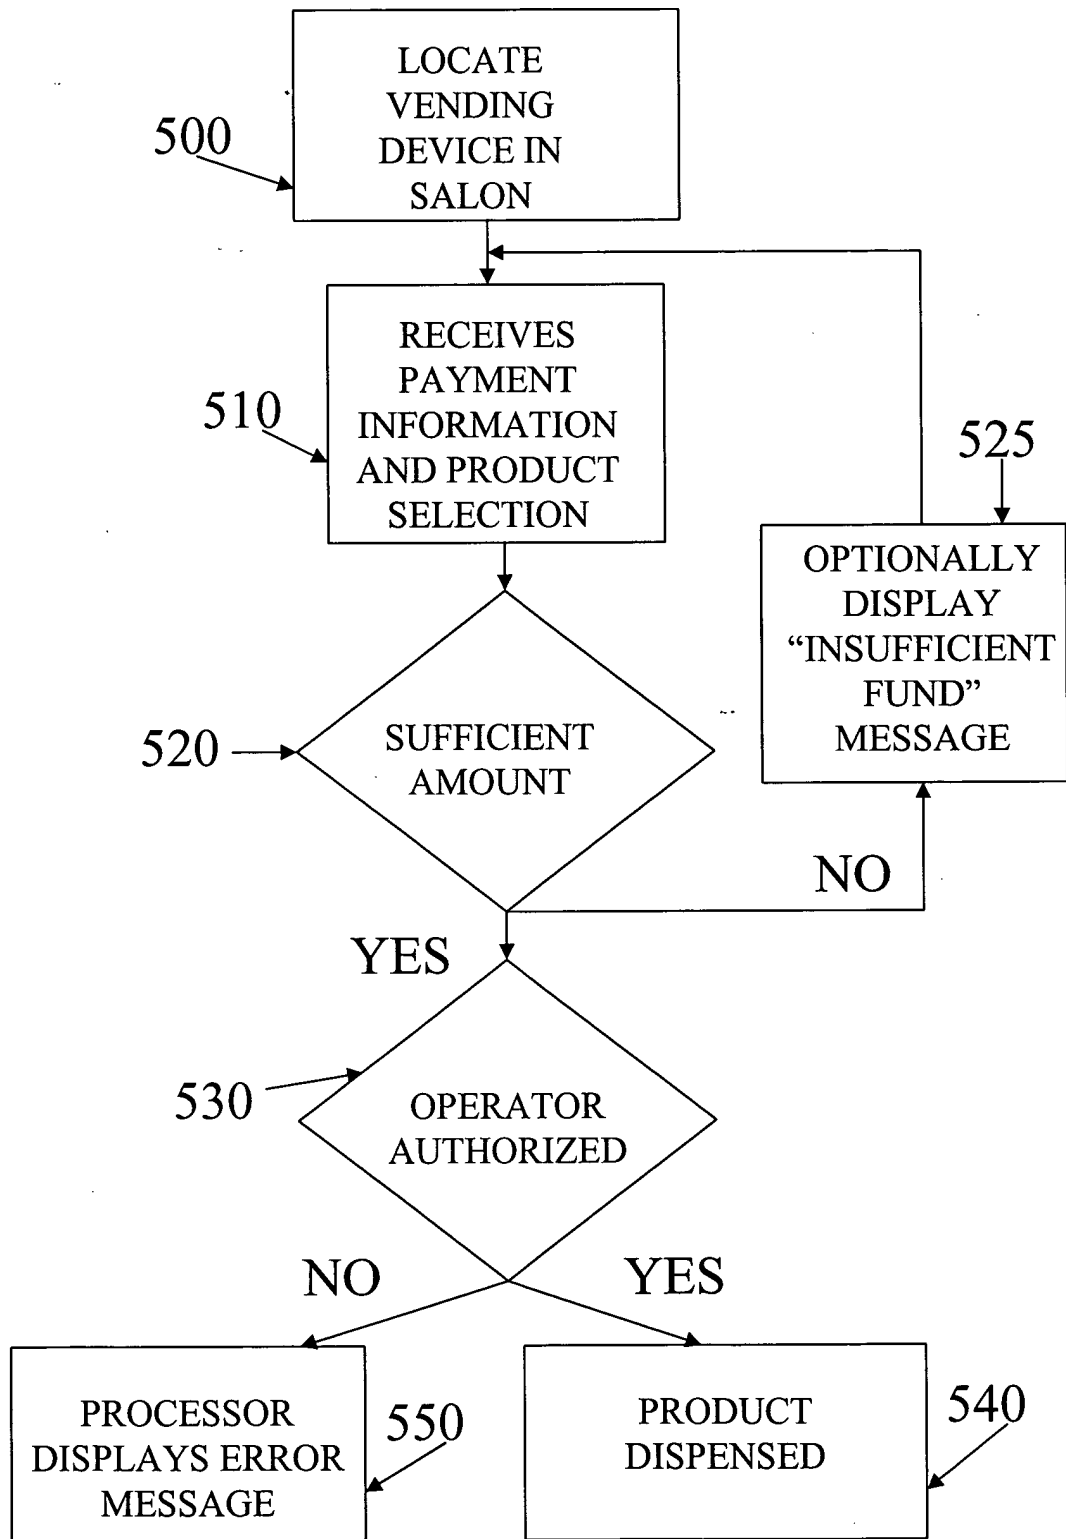 LOCATE
VENDING
DEVICE IN
SALON
500
RECEIVES
PAYMENT
INFORMATION
AND PRODUCT
SELECTION
510
525
OPTIONALLY
DISPLAY
“INSUFFICIENT
FUND”
MESSAGE
SUFFICIENT
AMOUNT
520
NO
YES
530
OPERATOR
AUTHORIZED
NO
YES
PROCESSOR
DISPLAYS ERROR
MESSAGE
550
PRODUCT
DISPENSED
540